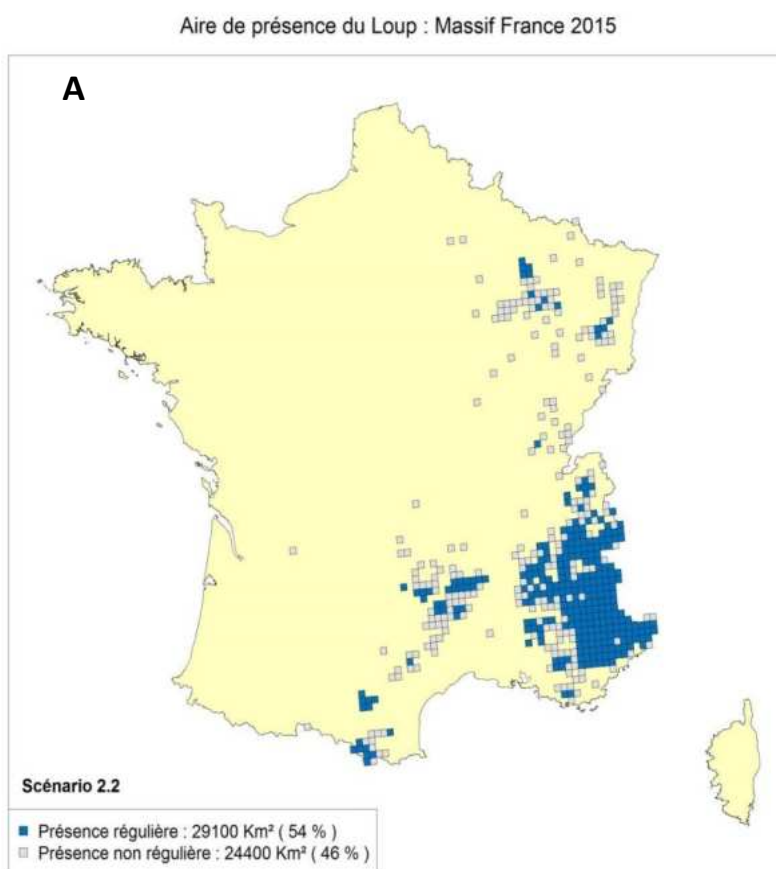 Aire de présence du Loup : Massif France 2015
A
Scénario 2.2
Présence régulière : 29100 Km² ( 54 % )
Présence non régulière : 24400 Km² ( 46 % )